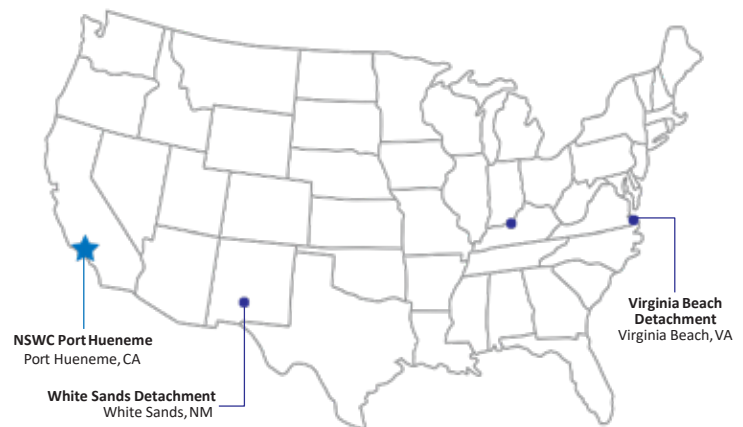 NSWC Port Hueneme
Port Hueneme, CA
White Sands Detachment
White Sands, NM
Virginia Beach
Detachment
Virginia Beach, VA